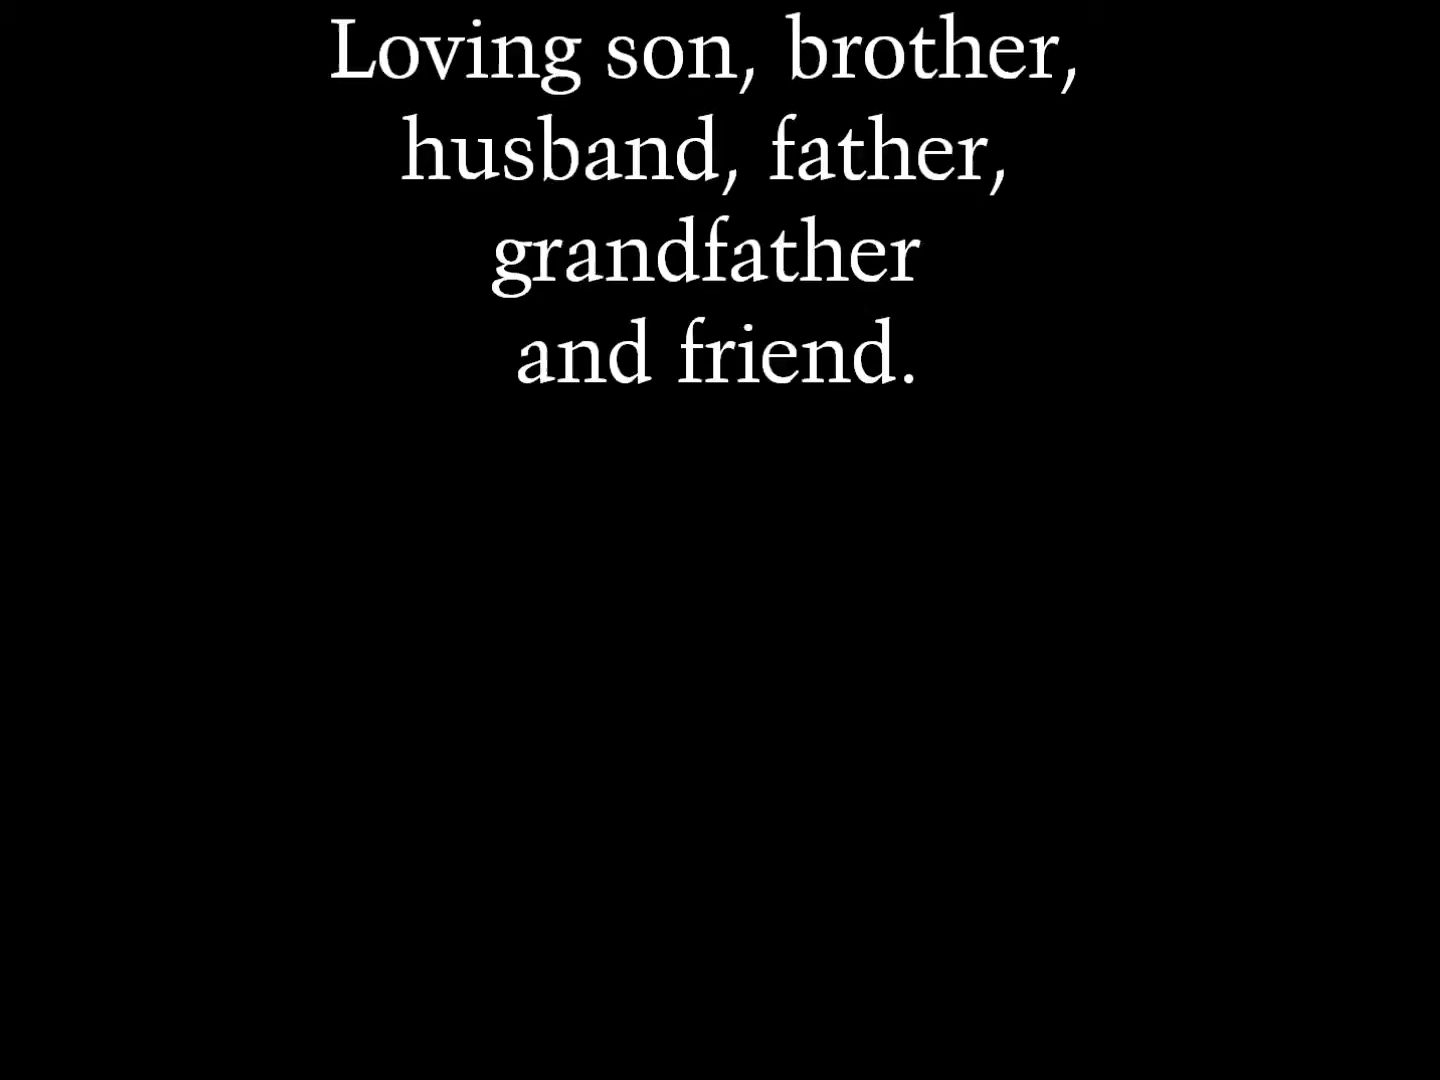 Loving son, brother,
husband, father,
grandfather
and friend.